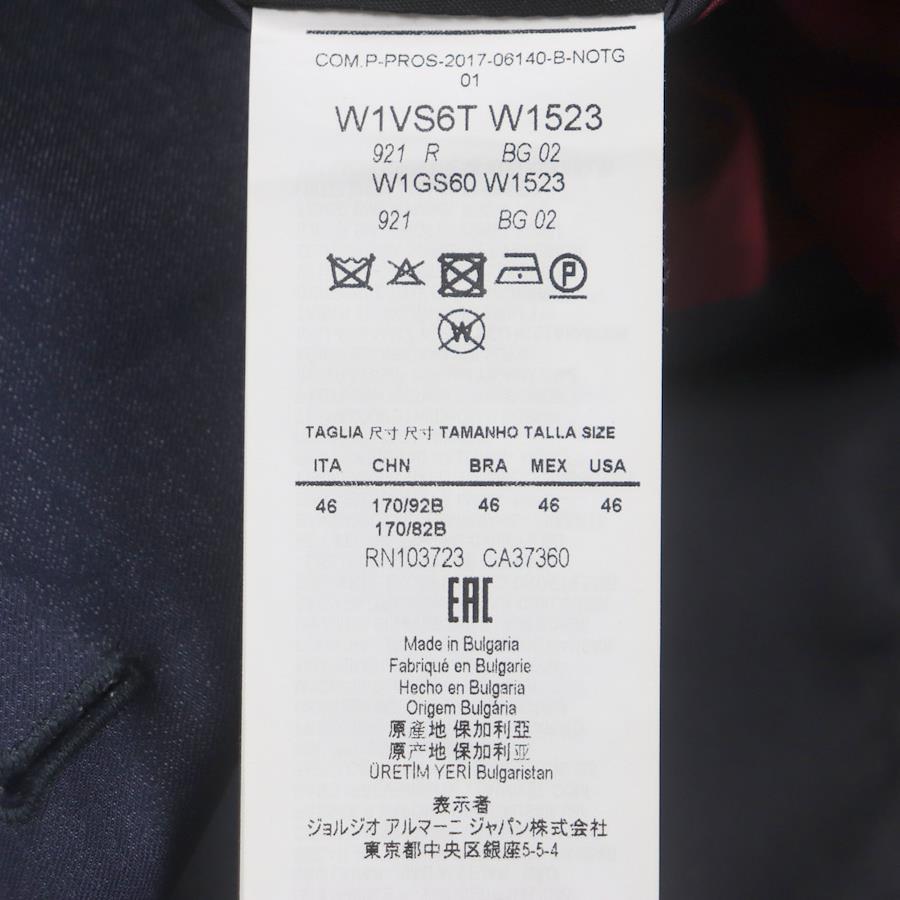 COM.P-PROS-2017-06140-B-NOTG
01
W1VS6T W1523
921 R BG 02
W1GS60 W1523
921 BG 02
P
W
TAGLIA 尺寸 尺寸 TAMANHO TALLA SIZE
ITA CHN BRA MEX USA
46 170/92B 46 46 46
170/82B
RN103723 CA37360
EAC
Made in Bulgaria
Fabriqué en Bulgarie
Hecho en Bulgaria
Origem Bulgária
原產地 保加利亞
原产地 保加利亚
ÜRETİM YERİ Bulgaristan
表示者
ジョルジオ アルマーニ ジャパン株式会社
東京都中央区銀座5-5-4